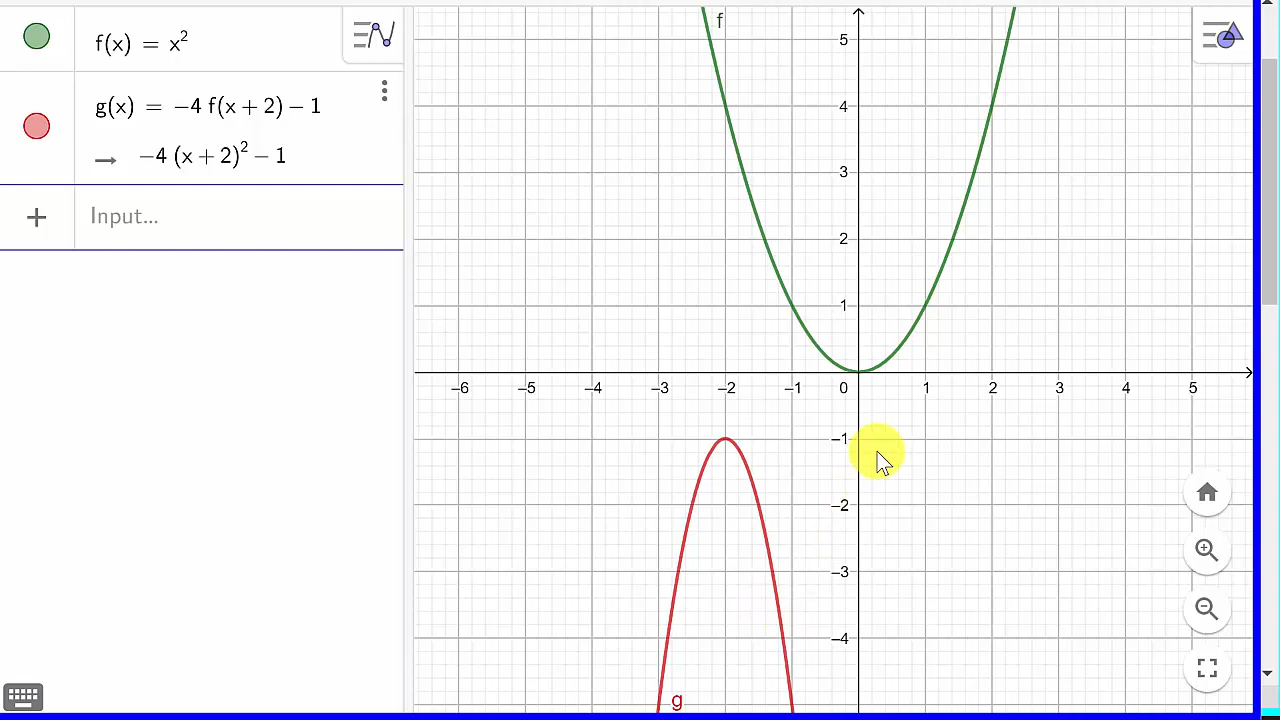 f(x) = x²
g(x) = −4 f(x + 2) − 1
→ −4 (x + 2)² − 1
+ Input...
f
5
4
3
2
1
−6 −5 −4 −3 −2 −1 0 1 2 3 4 5
−1
−2
−3
−4
g